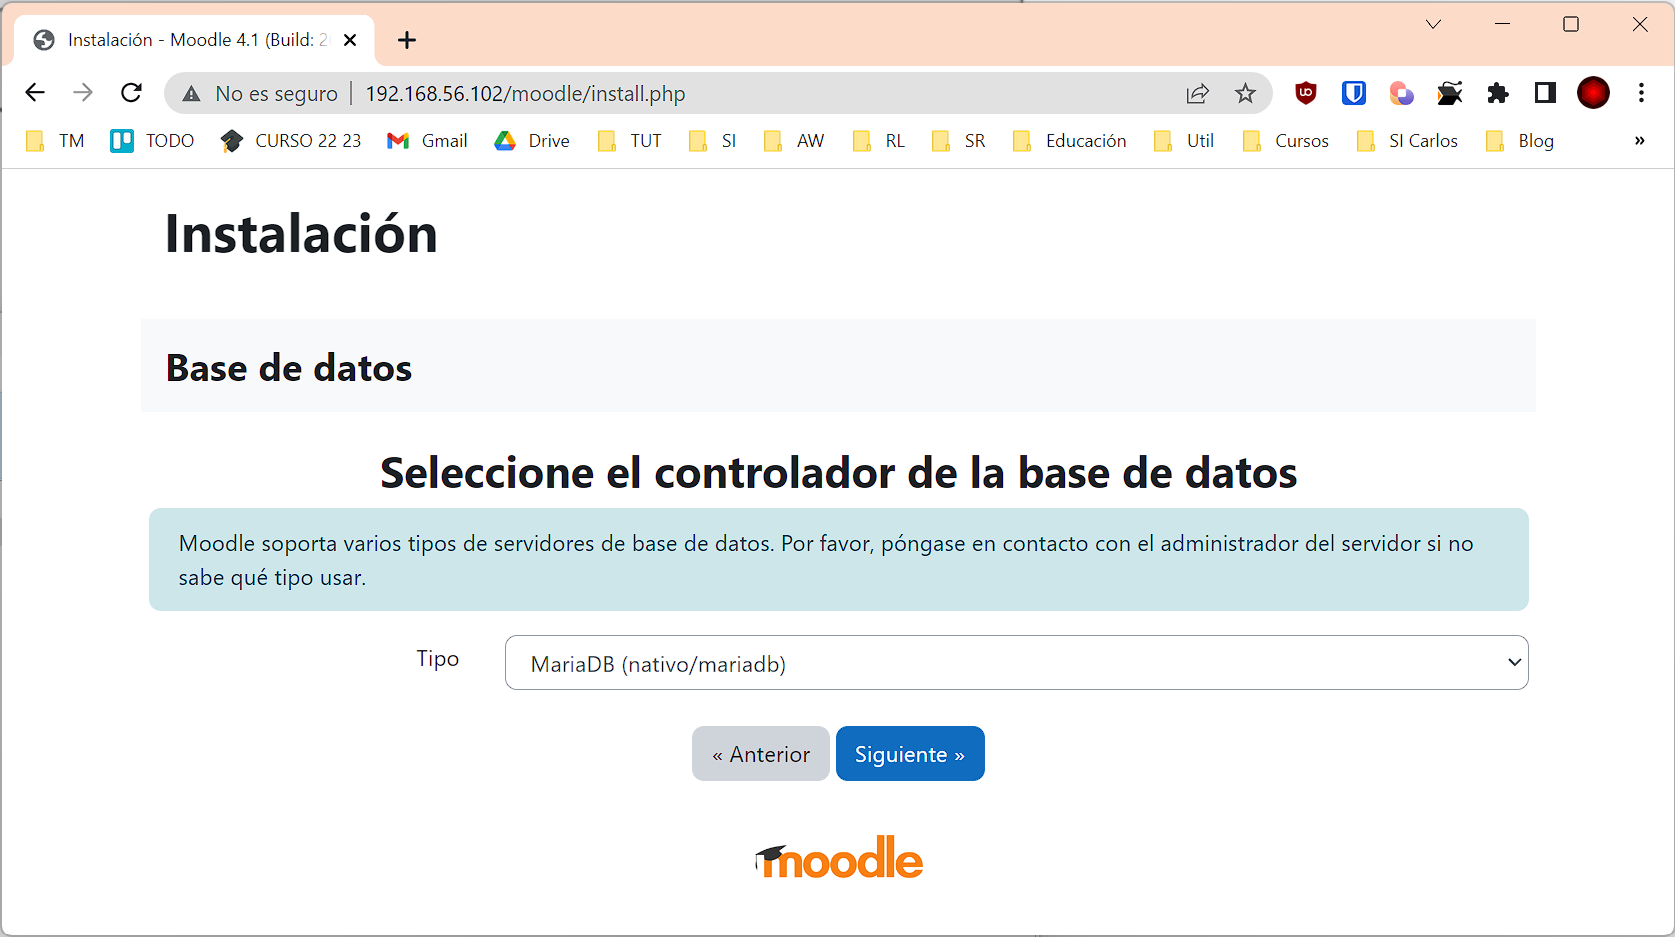 Instalación - Moodle 4.1 (Build: 2
No es seguro 192.168.56.102/moodle/install.php
TM TODO CURSO 22 23 Gmail Drive TUT SI AW RL SR Educación Util Cursos SI Carlos Blog »
Instalación
Base de datos
Seleccione el controlador de la base de datos
Moodle soporta varios tipos de servidores de base de datos. Por favor, póngase en contacto con el administrador del servidor si no
sabe qué tipo usar.
Tipo MariaDB (nativo/mariadb)
« Anterior Siguiente »
moodle